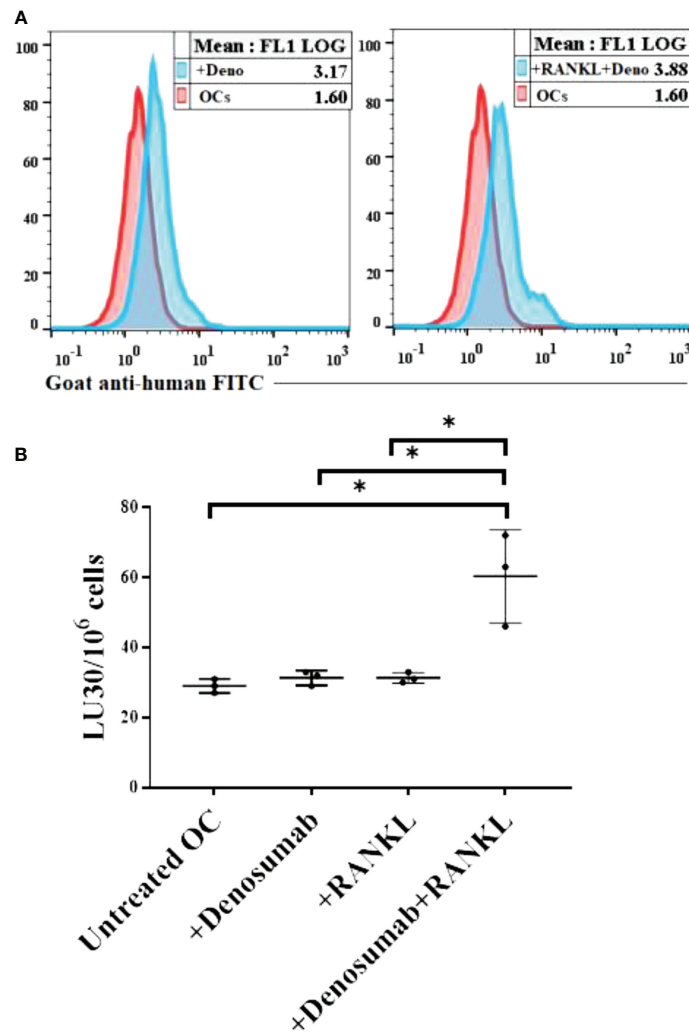 A
Mean : FL1 LOG
+Deno 3.17
OCs 1.60
100
80
60
40
20
0
10^-1 10^0 10^1 10^2 10^3
Mean : FL1 LOG
+RANKL+Deno 3.88
OCs 1.60
100
80
60
40
20
0
10^-1 10^0 10^1 10^2 10^3
Goat anti-human FITC
B
*
*
*
LU30/10^6 cells
80
60
40
20
0
Untreated OC
+Denosumab
+RANKL
+Denosumab+RANKL